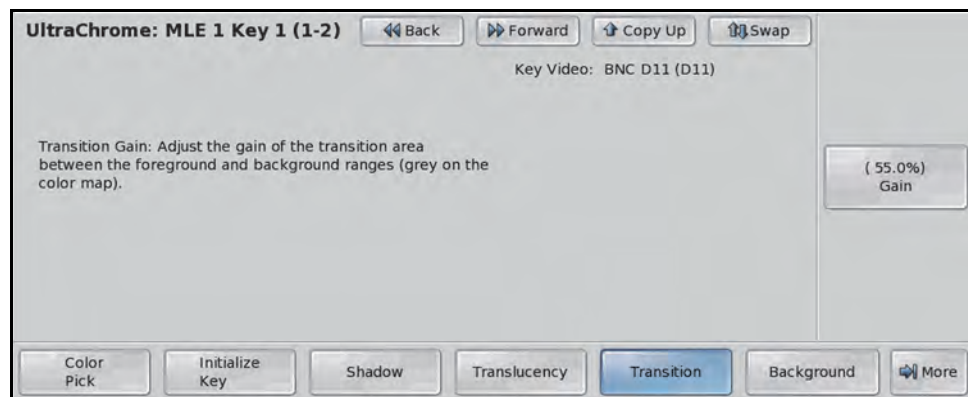 UltraChrome: MLE 1 Key 1 (1-2) Back Forward Copy Up Swap
Key Video: BNC D11 (D11)
Transition Gain: Adjust the gain of the transition area
between the foreground and background ranges (grey on the
color map).
( 55.0%)
Gain
Color
Pick
Initialize
Key
Shadow
Translucency
Transition
Background
More